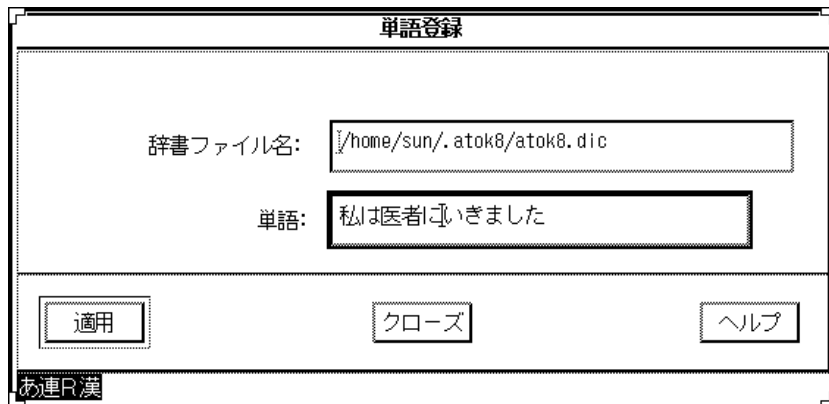 単語登録
辞書ファイル名: /home/sun/.atok8/atok8.dic
単語: 私は医者にいきました
適用 クローズ ヘルプ
あ連R漢